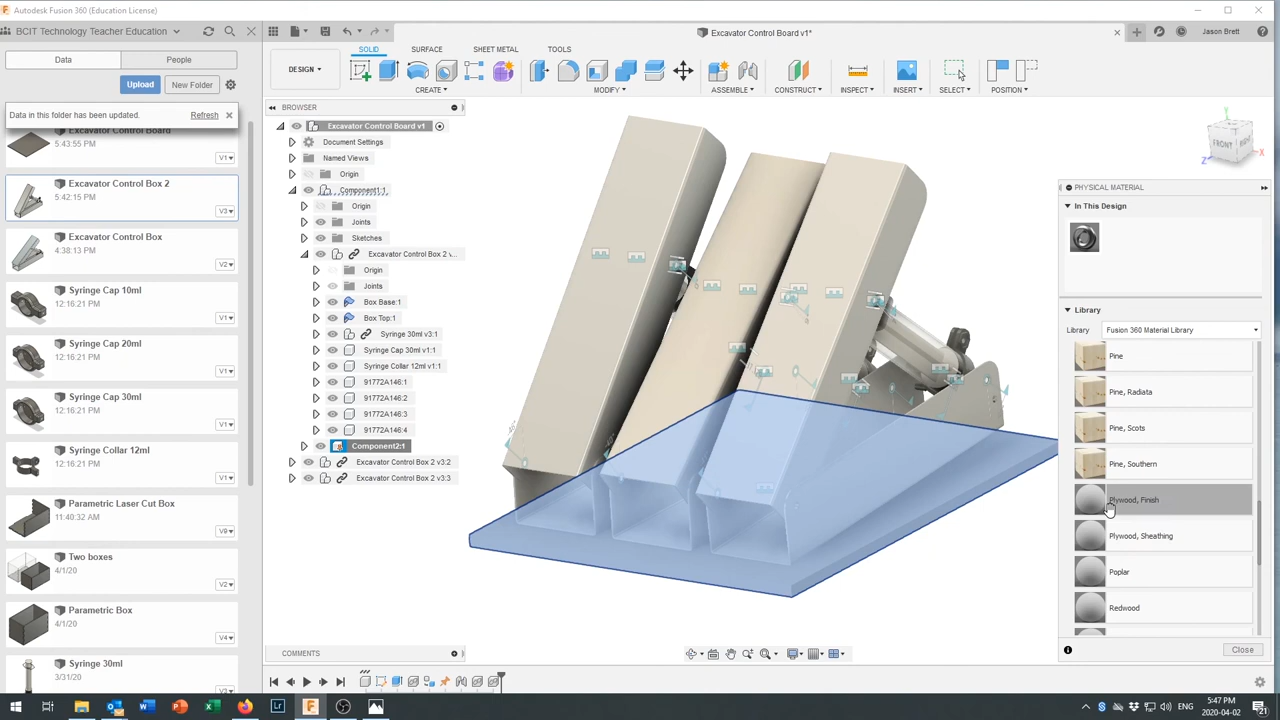 Autodesk Fusion 360 (Education License)
BCIT Technology Teacher Education
Excavator Control Board v1*
Jason Brett
Data
People
SOLID
SURFACE
SHEET METAL
TOOLS
Upload
New Folder
DESIGN
CREATE
MODIFY
ASSEMBLE
CONSTRUCT
INSPECT
INSERT
SELECT
POSITION
Data in this folder has been updated.
Refresh
Excavator Control Board
5:43:55 PM
V1
Excavator Control Box 2
5:42:15 PM
V3
Excavator Control Box
4:38:13 PM
V2
Syringe Cap 10ml
12:16:21 PM
V1
Syringe Cap 20ml
12:16:21 PM
V1
Syringe Cap 30ml
12:16:21 PM
V1
Syringe Collar 12ml
12:16:21 PM
V1
Parametric Laser Cut Box
11:40:32 AM
V9
Two boxes
4/1/20
V2
Parametric Box
4/1/20
V4
Syringe 30ml
3/31/20
BROWSER
Excavator Control Board v1
Document Settings
Named Views
Origin
Component1:1
Origin
Joints
Sketches
Excavator Control Box 2 v...
Origin
Joints
Box Base:1
Box Top:1
Syringe 30ml v3:1
Syringe Cap 30ml v1:1
Syringe Collar 12ml v1:1
91772A146:1
91772A146:2
91772A146:3
91772A146:4
Component2:1
Excavator Control Box 2 v3:2
Excavator Control Box 2 v3:3
COMMENTS
FRONT
Y
Z
X
PHYSICAL MATERIAL
In This Design
Library
Library
Fusion 360 Material Library
Pine
Pine, Radiata
Pine, Scots
Pine, Southern
Plywood, Finish
Plywood, Sheathing
Poplar
Redwood
Close
ENG
5:47 PM
2020-04-02
21